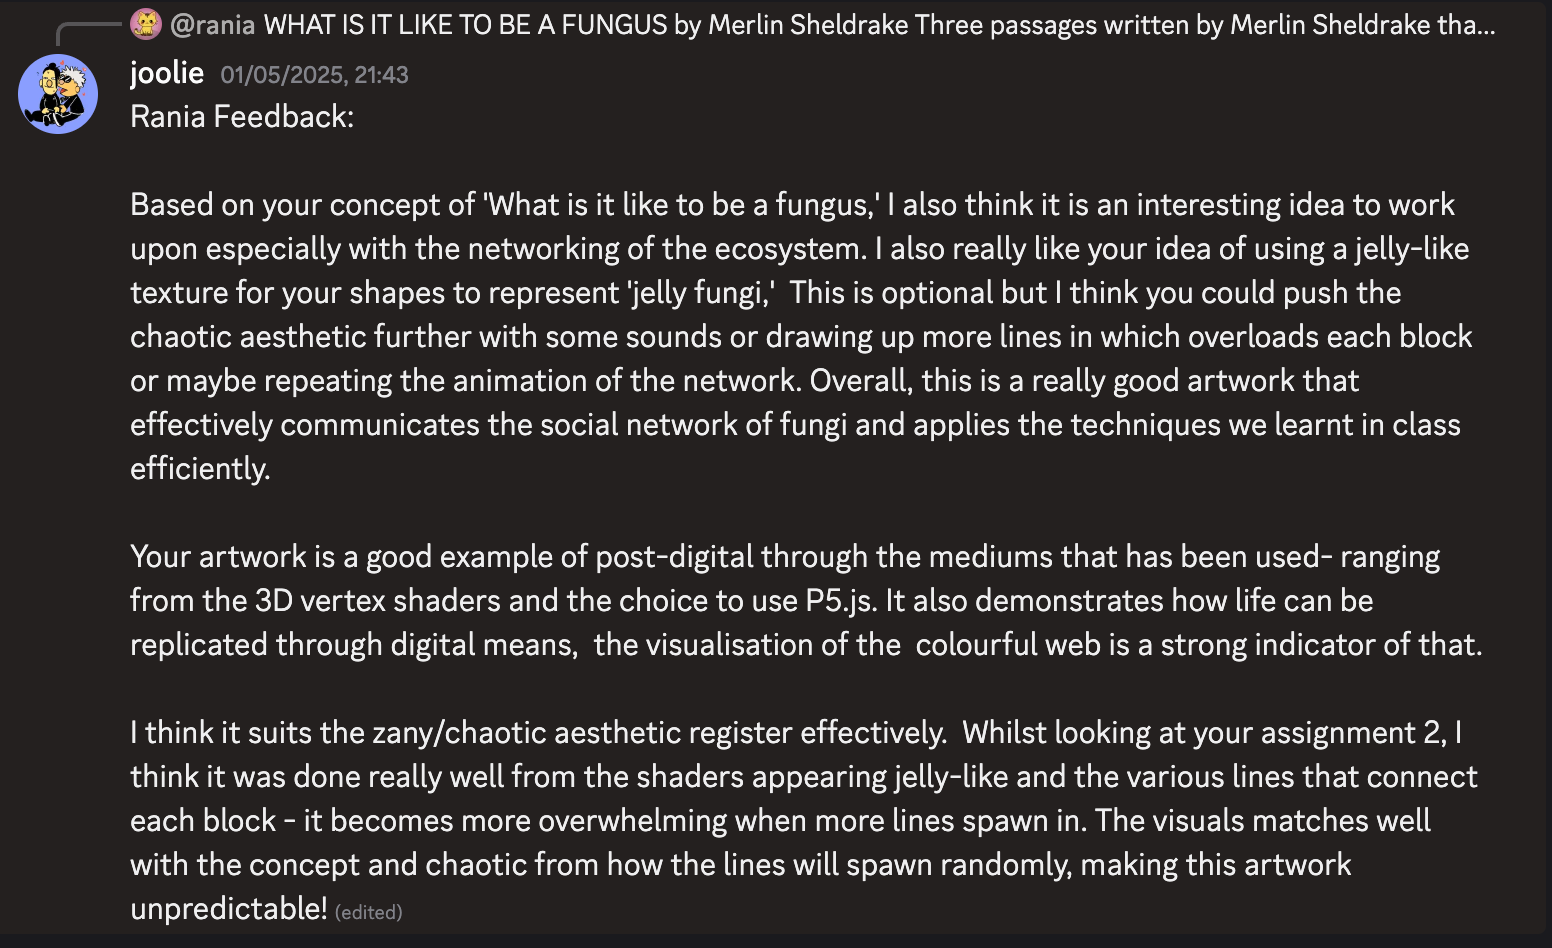 @rania WHAT IS IT LIKE TO BE A FUNGUS by Merlin Sheldrake Three passages written by Merlin Sheldrake tha...
joolie 01/05/2025, 21:43
Rania Feedback:
Based on your concept of 'What is it like to be a fungus,' I also think it is an interesting idea to work
upon especially with the networking of the ecosystem. I also really like your idea of using a jelly-like
texture for your shapes to represent 'jelly fungi,'  This is optional but I think you could push the
chaotic aesthetic further with some sounds or drawing up more lines in which overloads each block
or maybe repeating the animation of the network. Overall, this is a really good artwork that
effectively communicates the social network of fungi and applies the techniques we learnt in class
efficiently.
Your artwork is a good example of post-digital through the mediums that has been used- ranging
from the 3D vertex shaders and the choice to use P5.js. It also demonstrates how life can be
replicated through digital means,  the visualisation of the  colourful web is a strong indicator of that.
I think it suits the zany/chaotic aesthetic register effectively.  Whilst looking at your assignment 2, I
think it was done really well from the shaders appearing jelly-like and the various lines that connect
each block - it becomes more overwhelming when more lines spawn in. The visuals matches well
with the concept and chaotic from how the lines will spawn randomly, making this artwork
unpredictable! (edited)